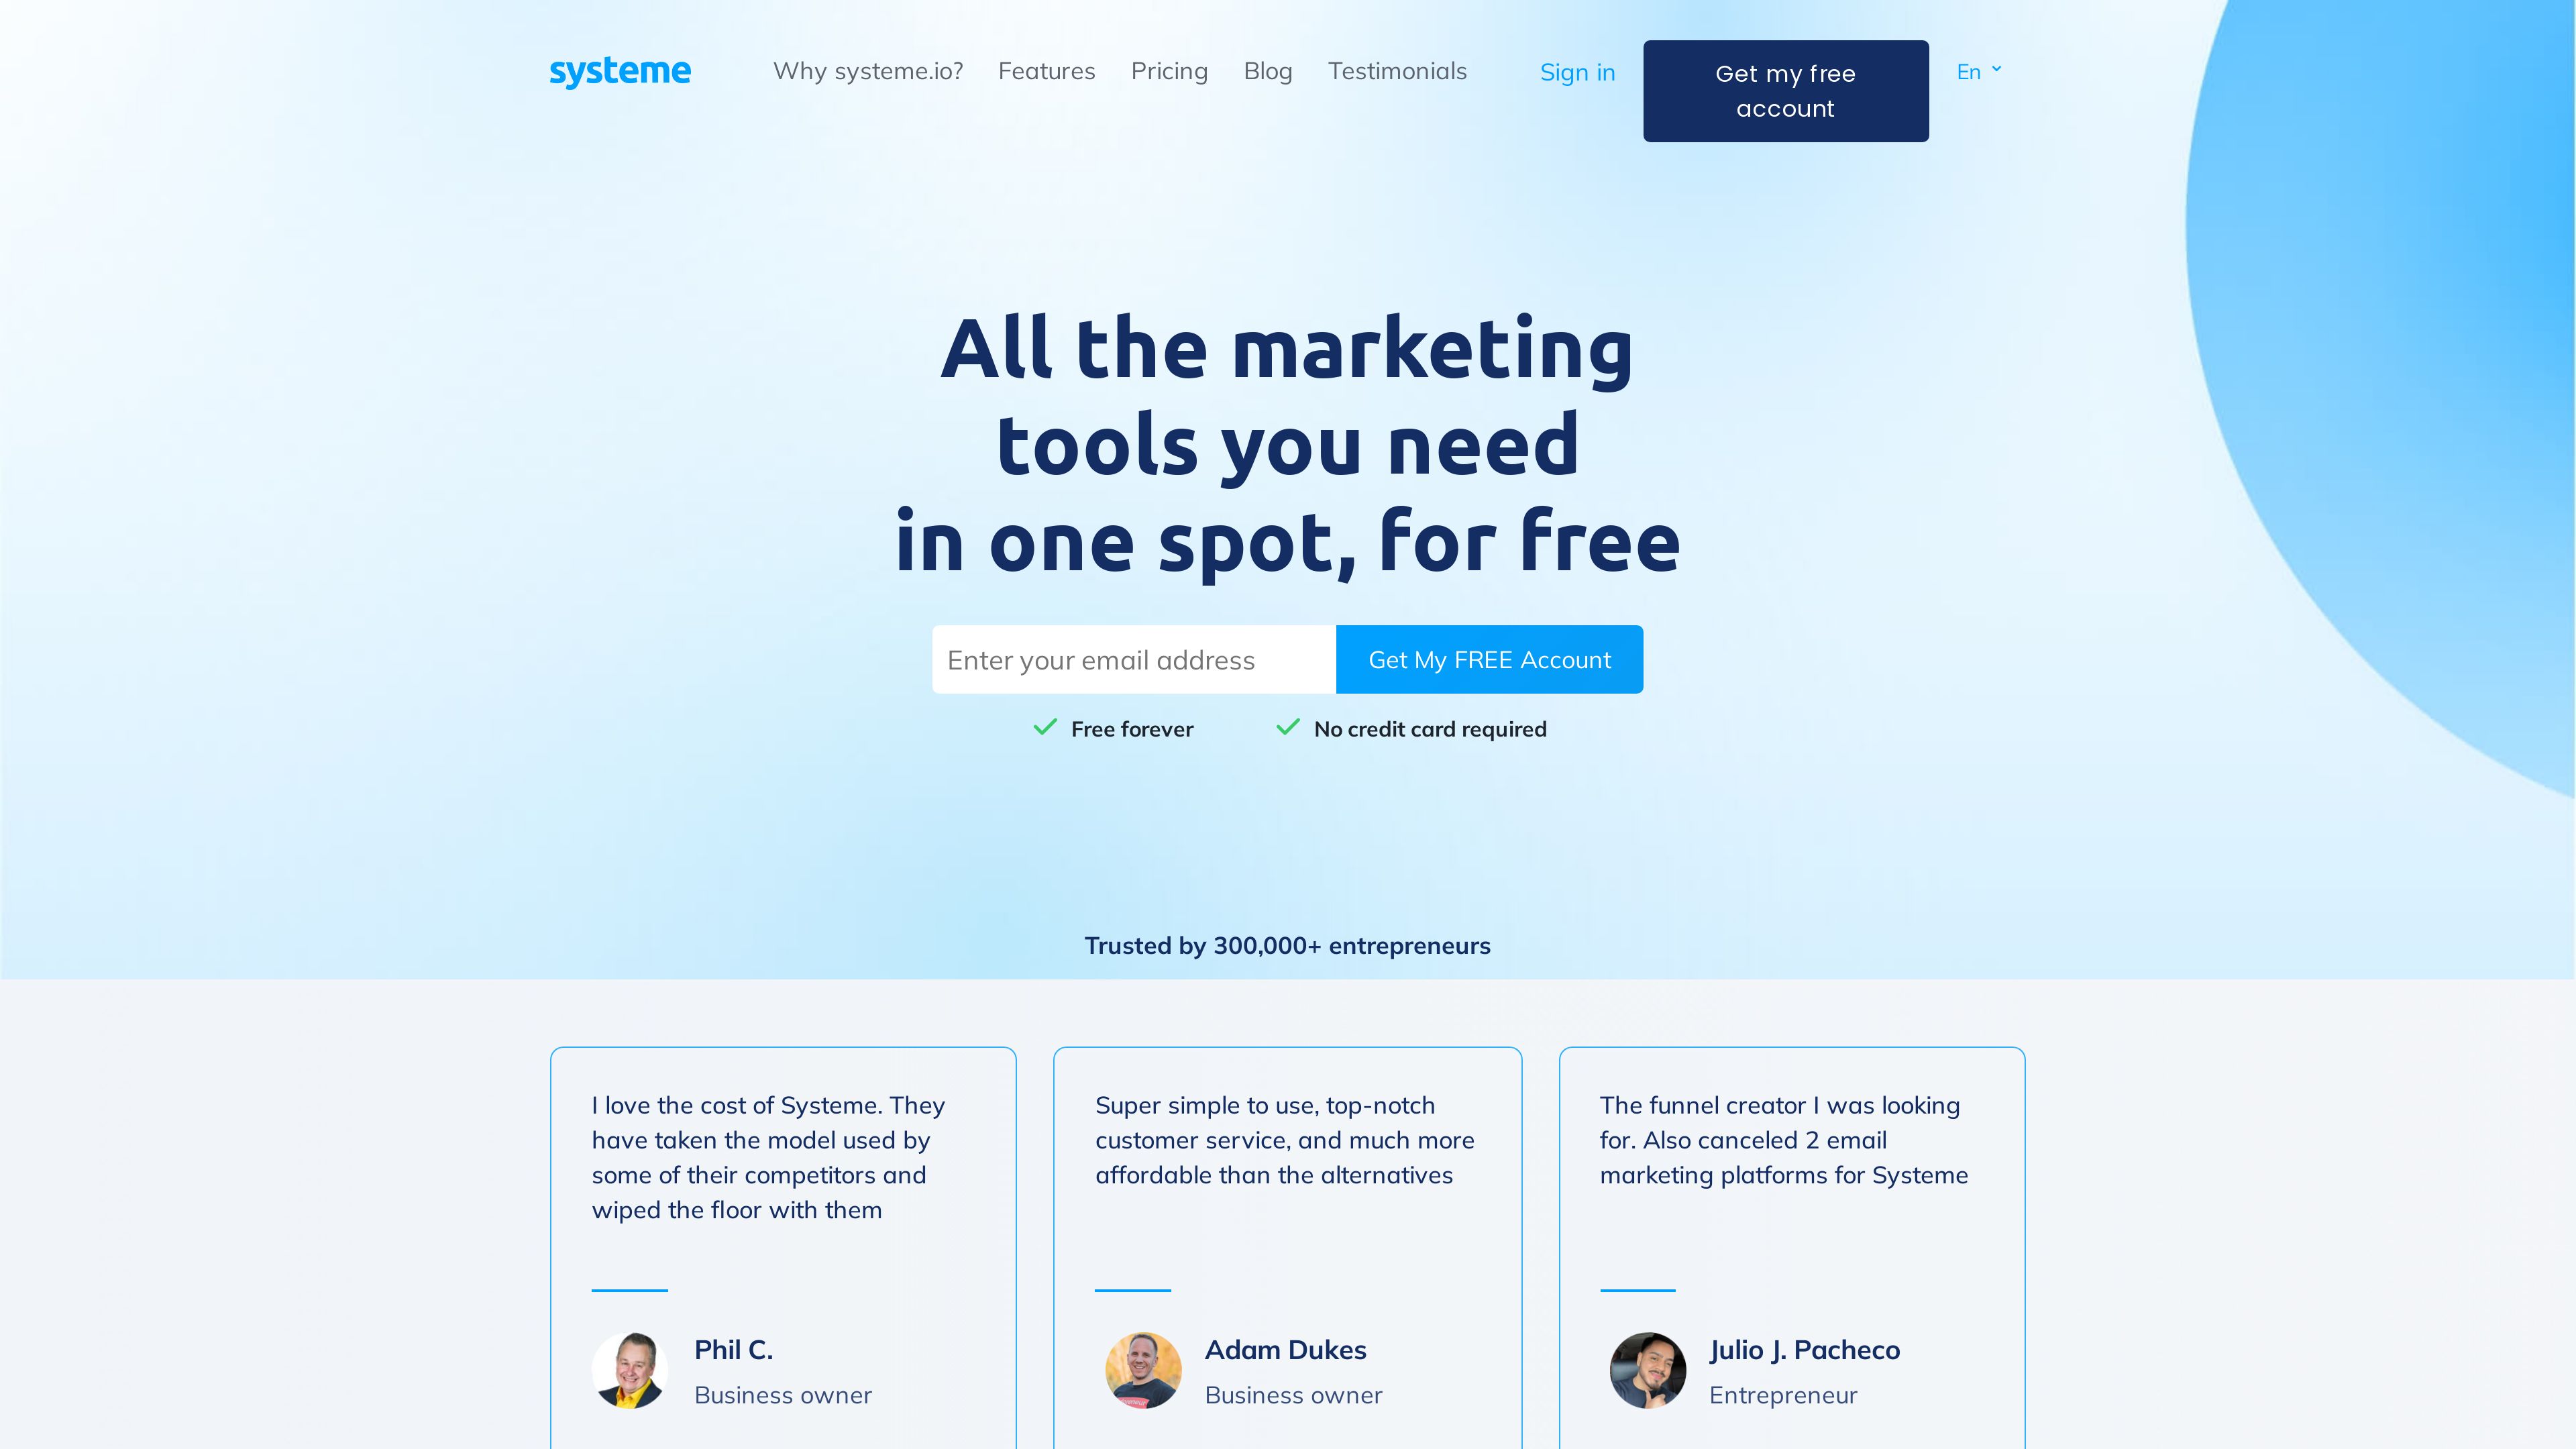 systeme
Why systeme.io?
Features
Pricing
Blog
Testimonials
Sign in
Get my free
account
En
All the marketing
tools you need
in one spot, for free
Enter your email address
Get My FREE Account
Free forever
No credit card required
Trusted by 300,000+ entrepreneurs
I love the cost of Systeme. They
have taken the model used by
some of their competitors and
wiped the floor with them
Phil C.
Business owner
Super simple to use, top-notch
customer service, and much more
affordable than the alternatives
Adam Dukes
Business owner
The funnel creator I was looking
for. Also canceled 2 email
marketing platforms for Systeme
Julio J. Pacheco
Entrepreneur